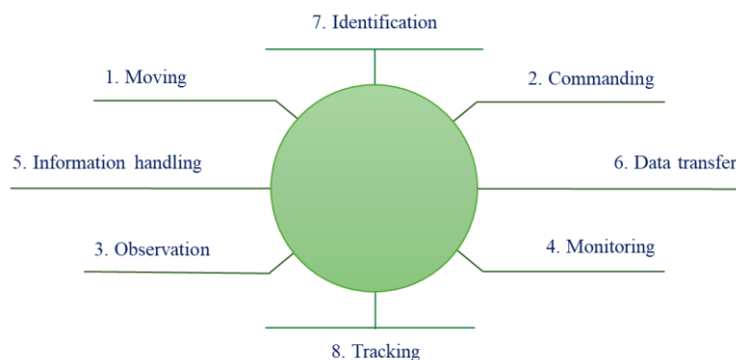 7. Identification
1. Moving
2. Commanding
5. Information handling
6. Data transfer
3. Observation
4. Monitoring
8. Tracking